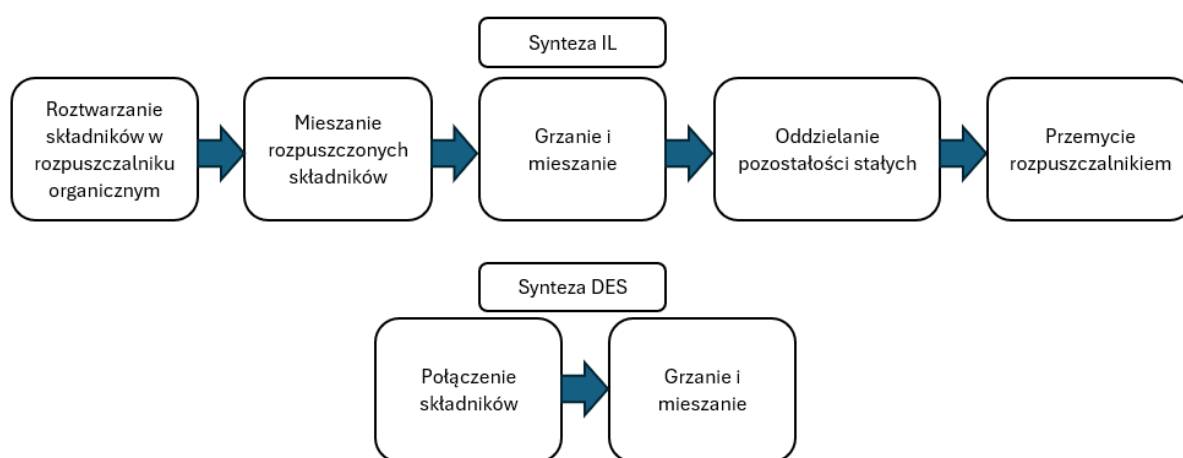 Synteza IL
Roztwarzanie
składników w
rozpuszczalniku
organicznym
Mieszanie
rozpuszczonych
składników
Grzanie i
mieszanie
Oddzielanie
pozostałości stałych
Przemycie
rozpuszczalnikiem
Synteza DES
Połączenie
składników
Grzanie i
mieszanie